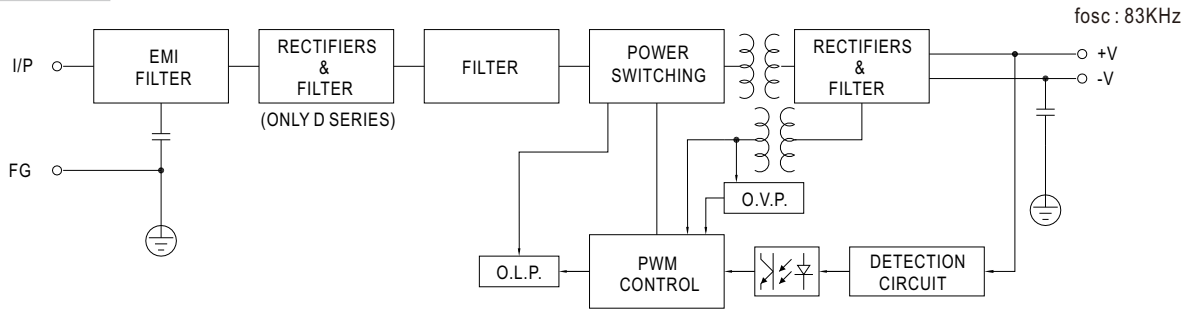 fosc : 83KHz
I/P
EMI
FILTER
RECTIFIERS
&
FILTER
(ONLY D SERIES)
FILTER
POWER
SWITCHING
RECTIFIERS
&
FILTER
+V
-V
FG
O.V.P.
O.L.P.
PWM
CONTROL
DETECTION
CIRCUIT